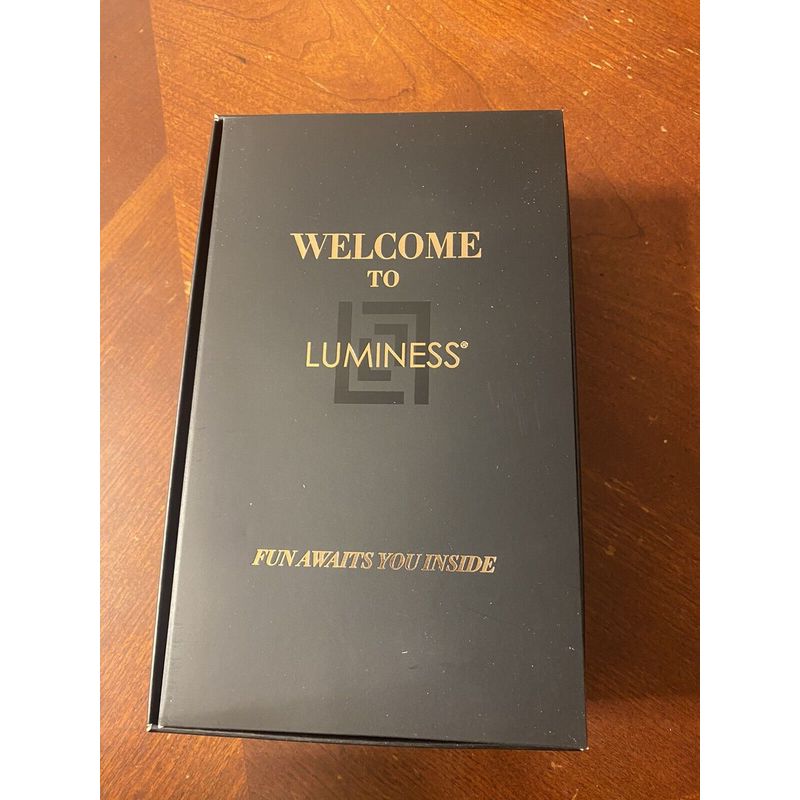 WELCOME
TO
LUMINESS®
FUN AWAITS YOU INSIDE